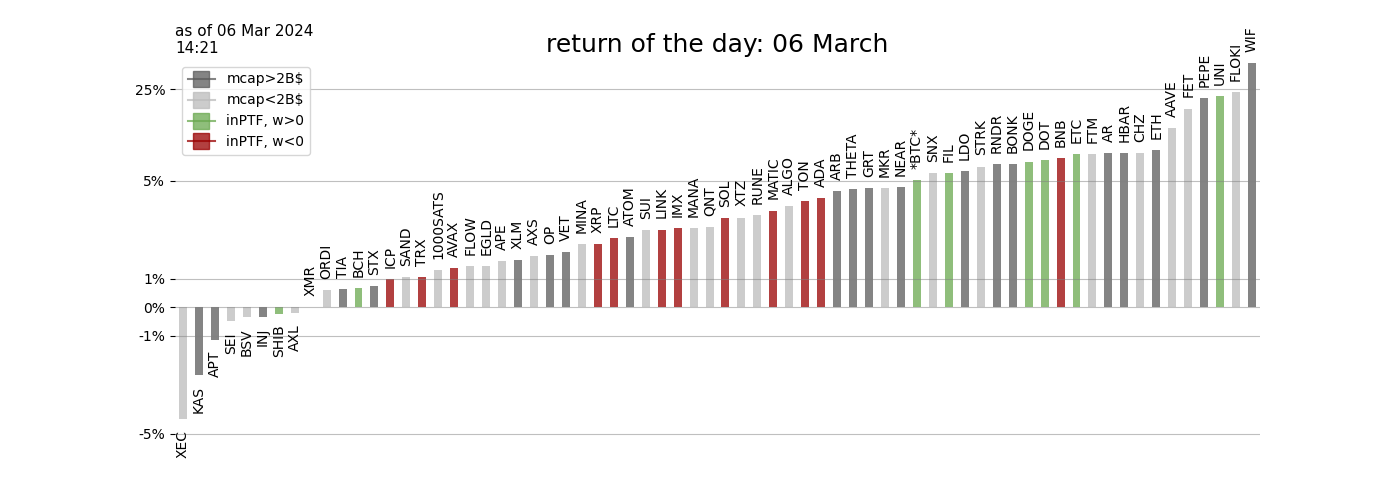 as of 06 Mar 2024
14:21
return of the day: 06 March
mcap>2B$
mcap<2B$
inPTF, w>0
inPTF, w<0
25%
5%
1%
0%
-1%
-5%
XEC
KAS
APT
SEI
BSV
INJ
SHIB
AXL
XMR
ORDI
TIA
BCH
STX
ICP
SAND
TRX
1000SATS
AVAX
FLOW
EGLD
APE
XLM
AXS
OP
VET
MINA
XRP
LTC
ATOM
SUI
LINK
IMX
MANA
QNT
SOL
XTZ
RUNE
MATIC
ALGO
TON
ADA
ARB
THETA
GRT
MKR
NEAR
*BTC*
SNX
FIL
LDO
STRK
RNDR
BONK
DOGE
DOT
BNB
ETC
FTM
AR
HBAR
CHZ
ETH
AAVE
FET
PEPE
UNI
FLOKI
WIF